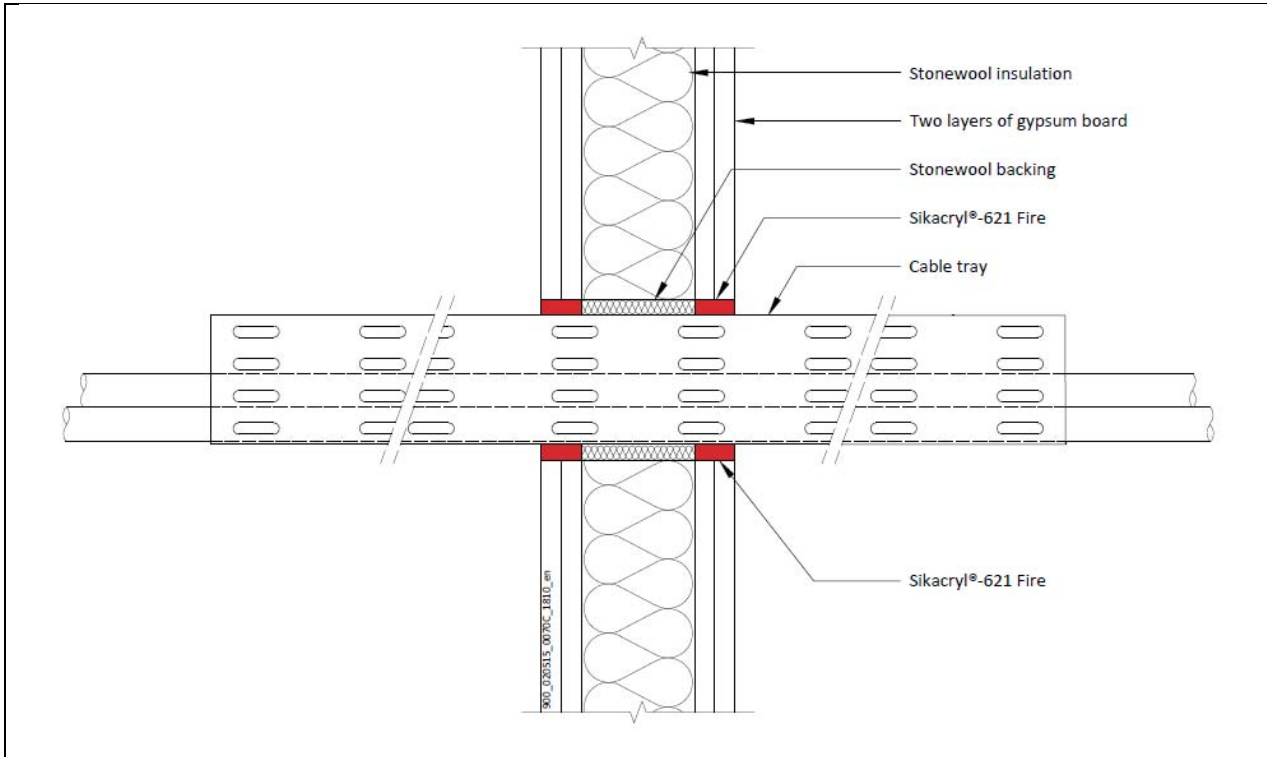 Stonewool insulation
Two layers of gypsum board
Stonewool backing
Sikacryl®-621 Fire
Cable tray
Sikacryl®-621 Fire
900_020515_0070C_1810_en